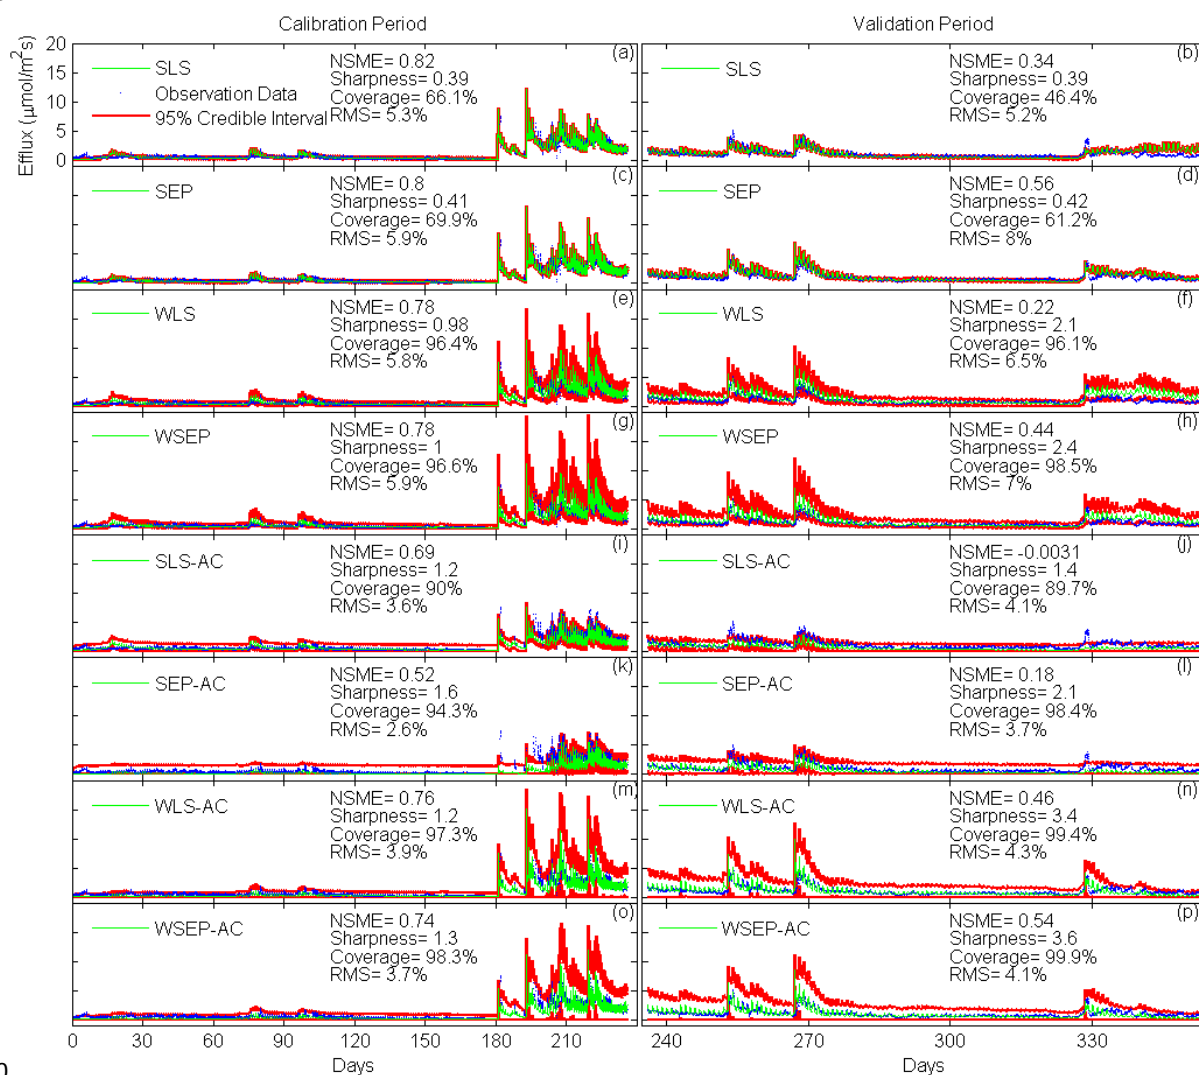 Calibration Period
Validation Period
Efflux (μmol/m²s)
20
15
10
5
0
SLS
Observation Data
95% Credible Interval
NSME= 0.82
Sharpness= 0.39
Coverage= 66.1%
RMS= 5.3%
(a)
SLS
NSME= 0.34
Sharpness= 0.39
Coverage= 46.4%
RMS= 5.2%
(b)
SEP
NSME= 0.8
Sharpness= 0.41
Coverage= 69.9%
RMS= 5.9%
(c)
SEP
NSME= 0.56
Sharpness= 0.42
Coverage= 61.2%
RMS= 8%
(d)
WLS
NSME= 0.78
Sharpness= 0.98
Coverage= 96.4%
RMS= 5.8%
(e)
WLS
NSME= 0.22
Sharpness= 2.1
Coverage= 96.1%
RMS= 6.5%
(f)
WSEP
NSME= 0.78
Sharpness= 1
Coverage= 96.6%
RMS= 5.9%
(g)
WSEP
NSME= 0.44
Sharpness= 2.4
Coverage= 98.5%
RMS= 7%
(h)
SLS-AC
NSME= 0.69
Sharpness= 1.2
Coverage= 90%
RMS= 3.6%
(i)
SLS-AC
NSME= -0.0031
Sharpness= 1.4
Coverage= 89.7%
RMS= 4.1%
(j)
SEP-AC
NSME= 0.52
Sharpness= 1.6
Coverage= 94.3%
RMS= 2.6%
(k)
SEP-AC
NSME= 0.18
Sharpness= 2.1
Coverage= 98.4%
RMS= 3.7%
(l)
WLS-AC
NSME= 0.76
Sharpness= 1.2
Coverage= 97.3%
RMS= 3.9%
(m)
WLS-AC
NSME= 0.46
Sharpness= 3.4
Coverage= 99.4%
RMS= 4.3%
(n)
WSEP-AC
NSME= 0.74
Sharpness= 1.3
Coverage= 98.3%
RMS= 3.7%
(o)
WSEP-AC
NSME= 0.54
Sharpness= 3.6
Coverage= 99.9%
RMS= 4.1%
(p)
0 30 60 90 120 150 180 210
240 270 300 330
Days
Days